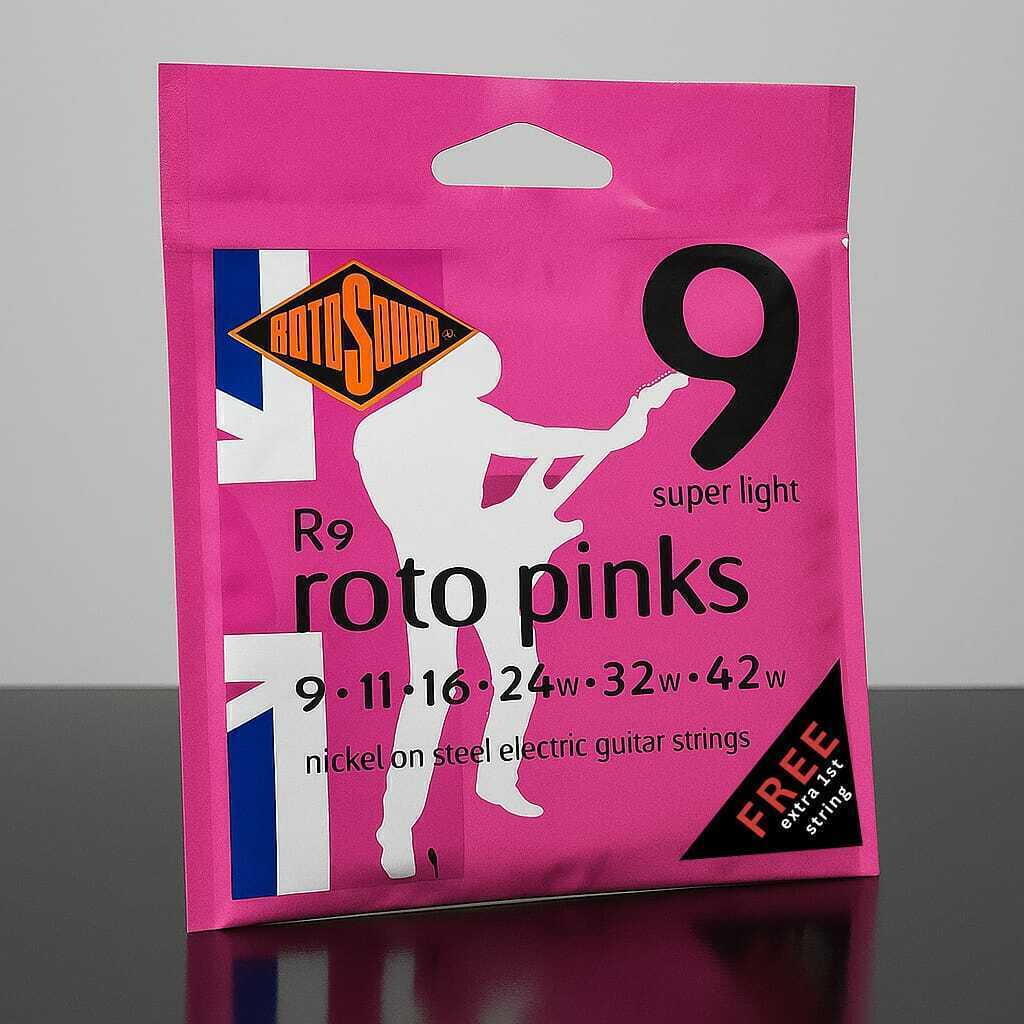 ROTOSOUND
9
super light
R9
roto pinks
9·11·16·24w·32w·42w
nickel on steel electric guitar strings
FREE
extra 1st
string